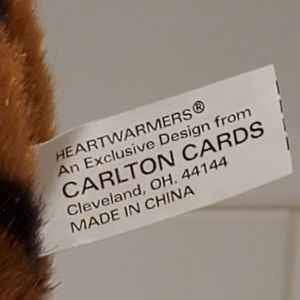 HEARTWARMERS®
An Exclusive Design from
CARLTON CARDS
Cleveland, OH. 44144
MADE IN CHINA